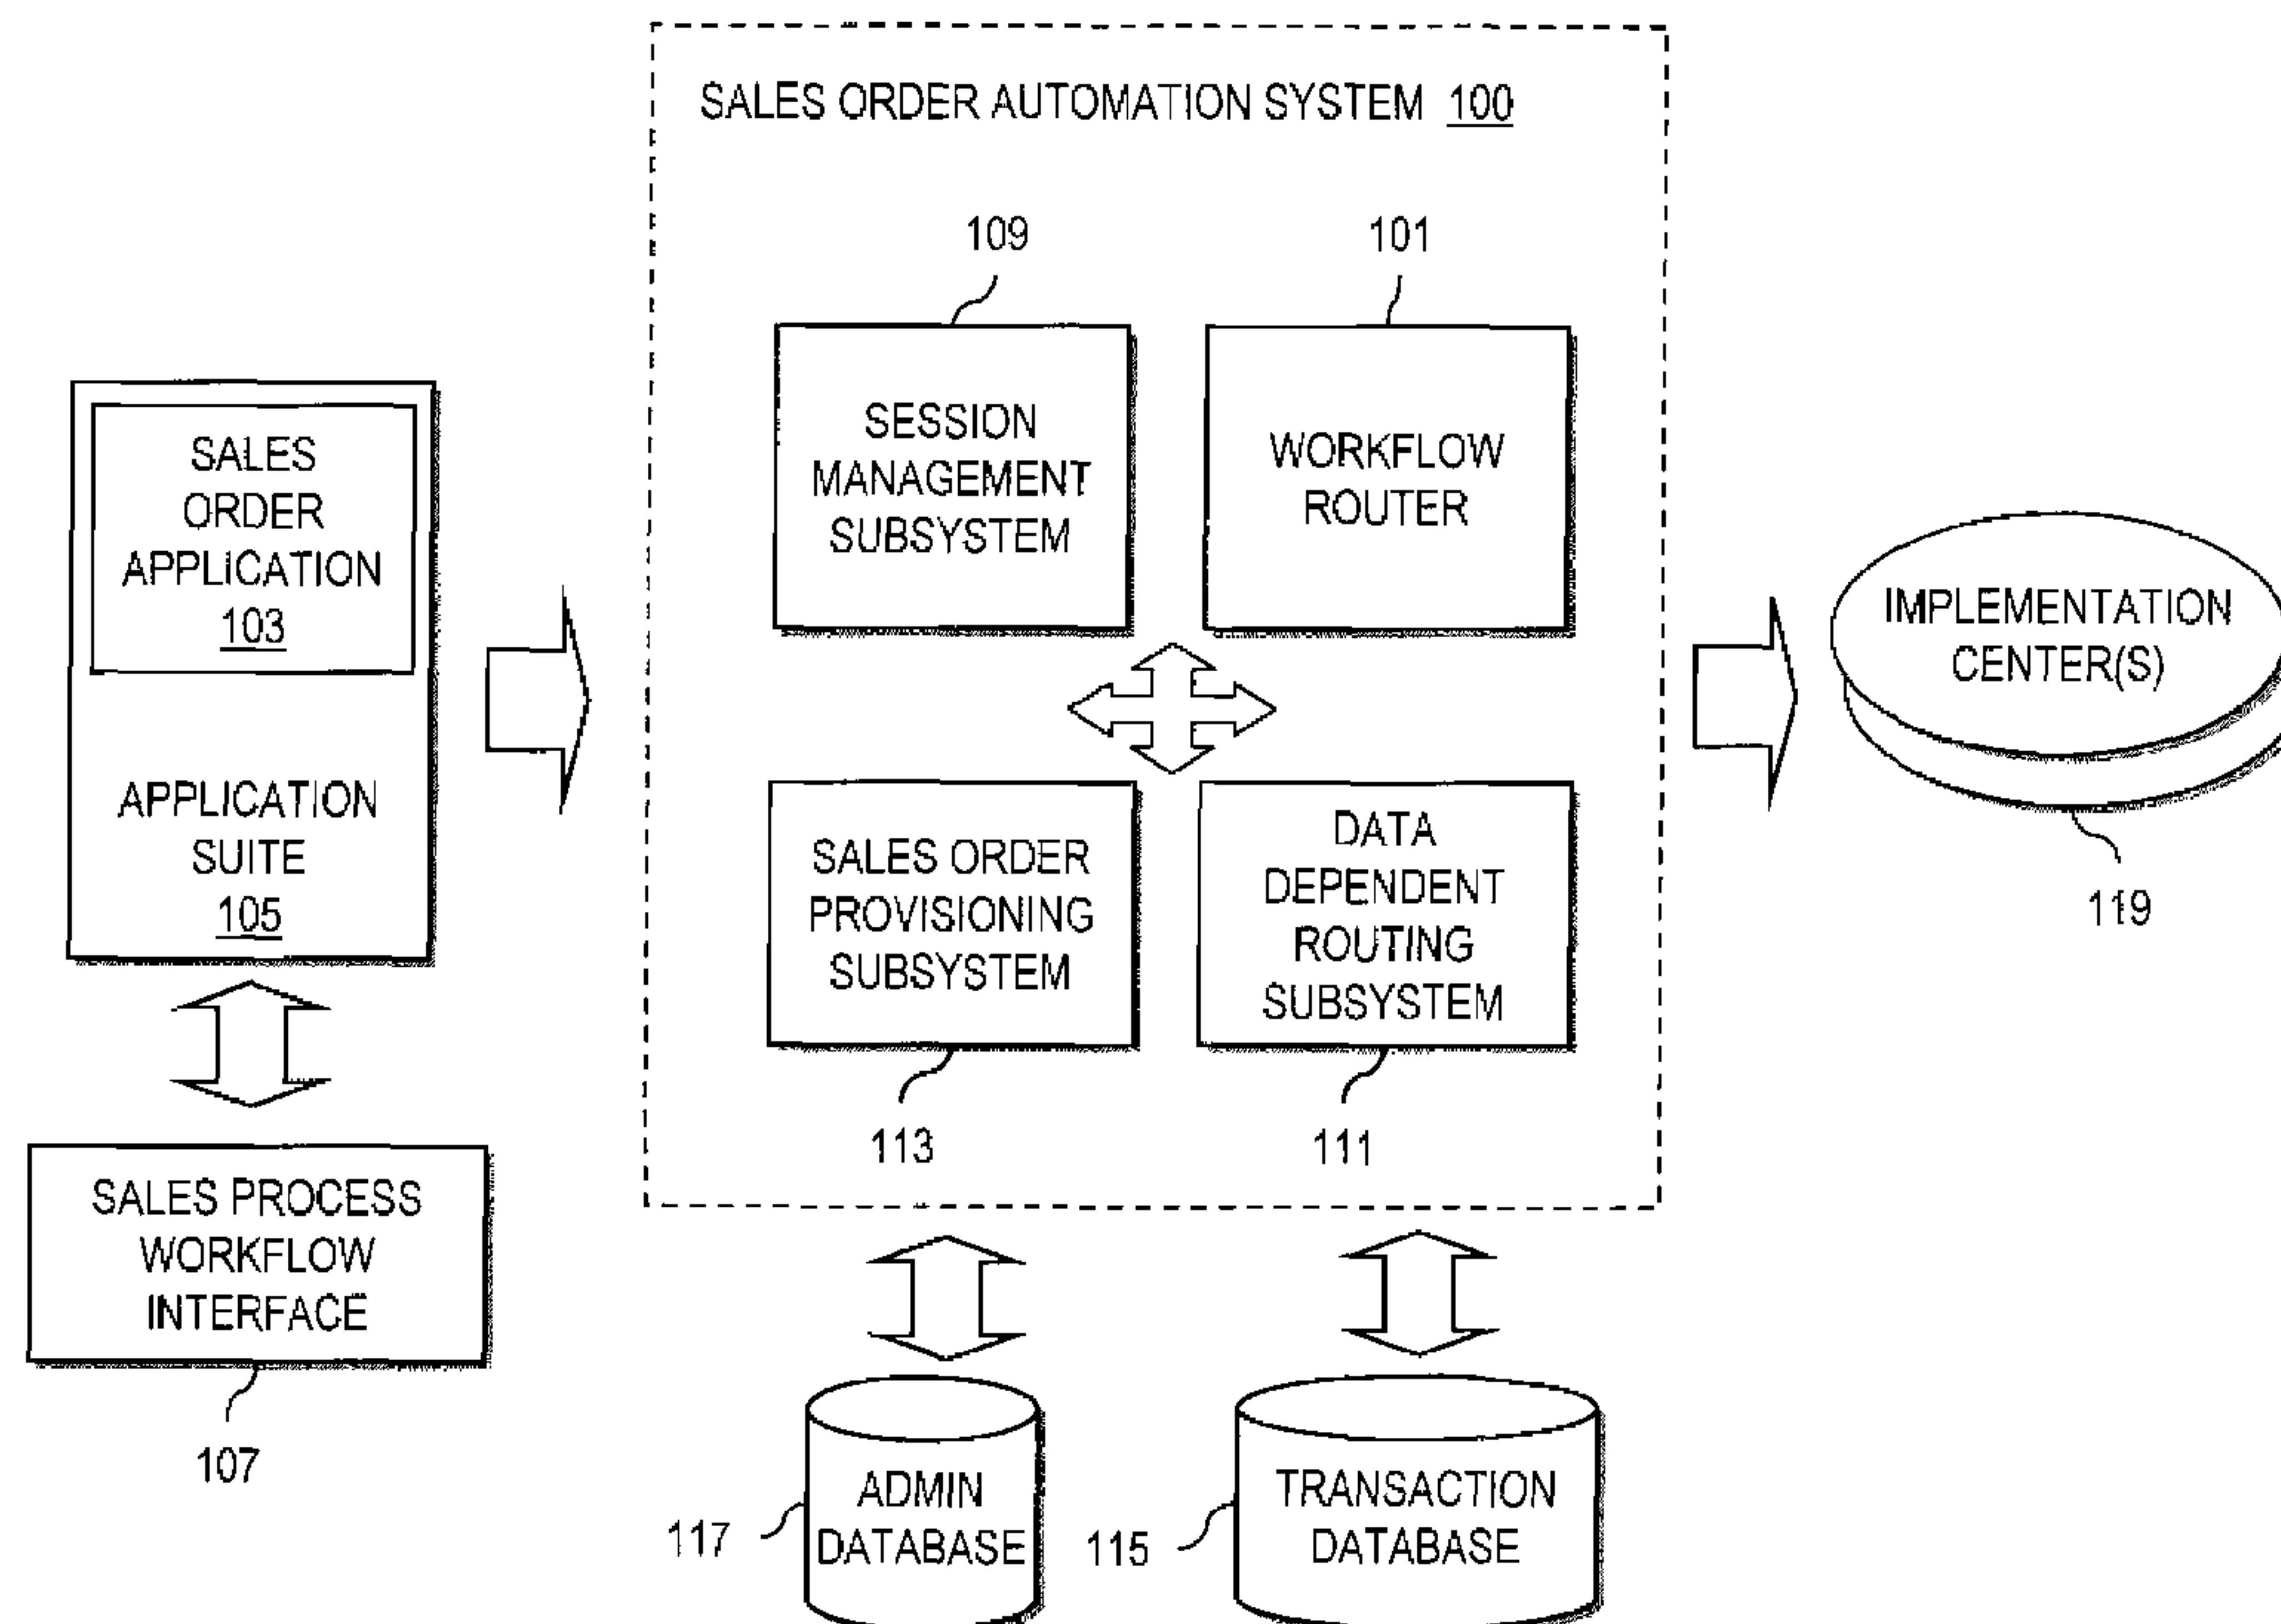 SALES ORDER AUTOMATION SYSTEM 100
109
101
SESSION
MANAGEMENT
SUBSYSTEM
WORKFLOW
ROUTER
SALES
ORDER
APPLICATION
103
APPLICATION
SUITE
105
SALES ORDER
PROVISIONING
SUBSYSTEM
DATA
DEPENDENT
ROUTING
SUBSYSTEM
IMPLEMENTATION
CENTER(S)
119
113
111
SALES PROCESS
WORKFLOW
INTERFACE
107
117
ADMIN
DATABASE
115
TRANSACTION
DATABASE